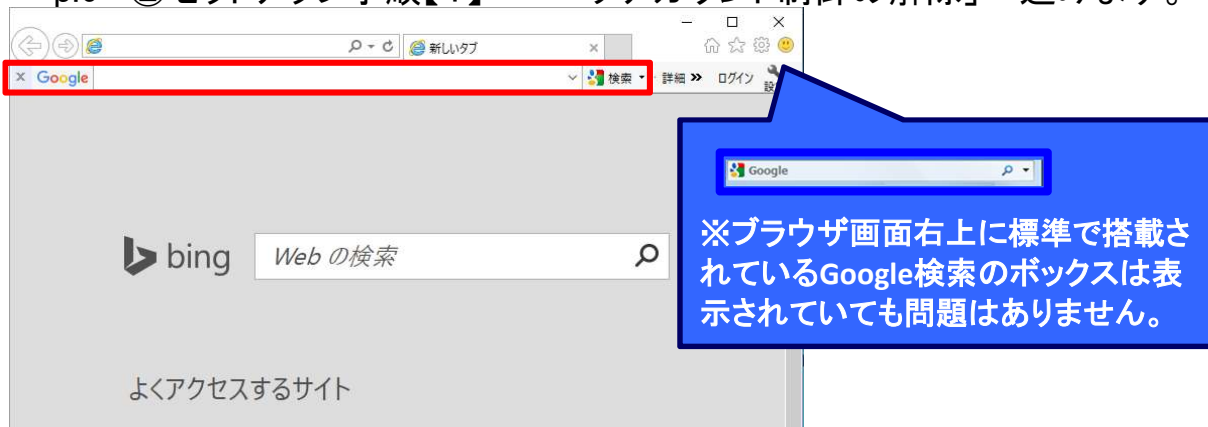 新しいタブ
Google
検索
詳細 »
ログイン
Google
※ブラウザ画面右上に標準で搭載さ
れているGoogle検索のボックスは表
示されていても問題はありません。
bing
Web の検索
よくアクセスするサイト